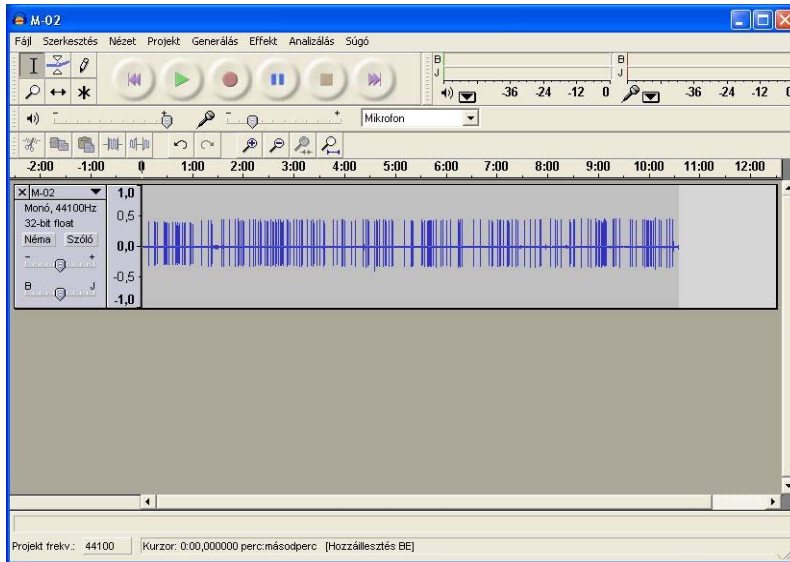 M-02
Fájl Szerkesztés Nézet Projekt Generálás Effekt Analizálás Súgó
B
J
-36 -24 -12 0
B
J
-36 -24 -12 0
- +
- +
Mikrofon
-2:00 -1:00 0 1:00 2:00 3:00 4:00 5:00 6:00 7:00 8:00 9:00 10:00 11:00 12:00
M-02
Monó, 44100Hz
32-bit float
Néma Szóló
- +
B J
1,0
0,5
0,0
-0,5
-1,0
Projekt frekv.: 44100 Kurzor: 0:00,000000 perc:másodperc [Hozzáillesztés BE]